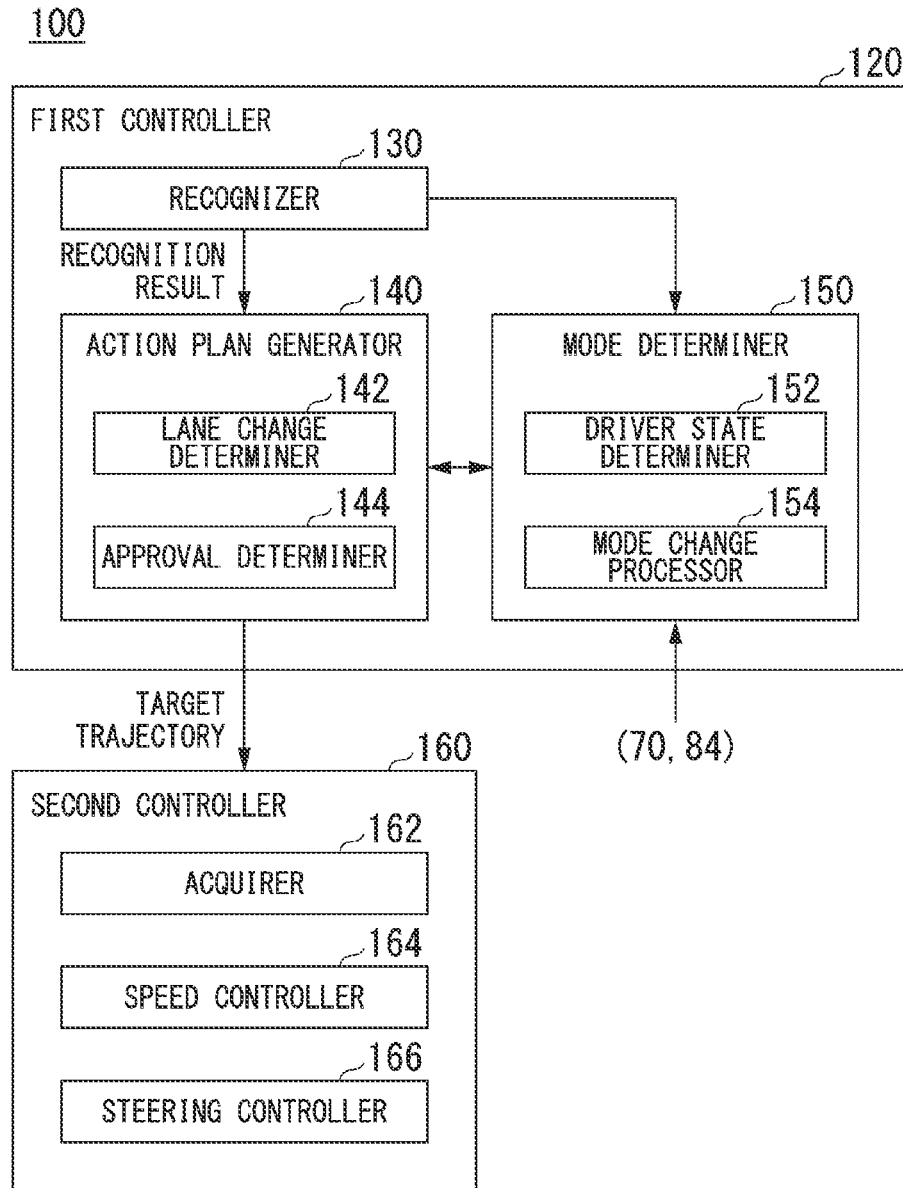 100
120
FIRST CONTROLLER
130
RECOGNIZER
RECOGNITION
RESULT
140
ACTION PLAN GENERATOR
142
LANE CHANGE
DETERMINER
144
APPROVAL DETERMINER
150
MODE DETERMINER
152
DRIVER STATE
DETERMINER
154
MODE CHANGE
PROCESSOR
TARGET
TRAJECTORY
(70, 84)
160
SECOND CONTROLLER
162
ACQUIRER
164
SPEED CONTROLLER
166
STEERING CONTROLLER